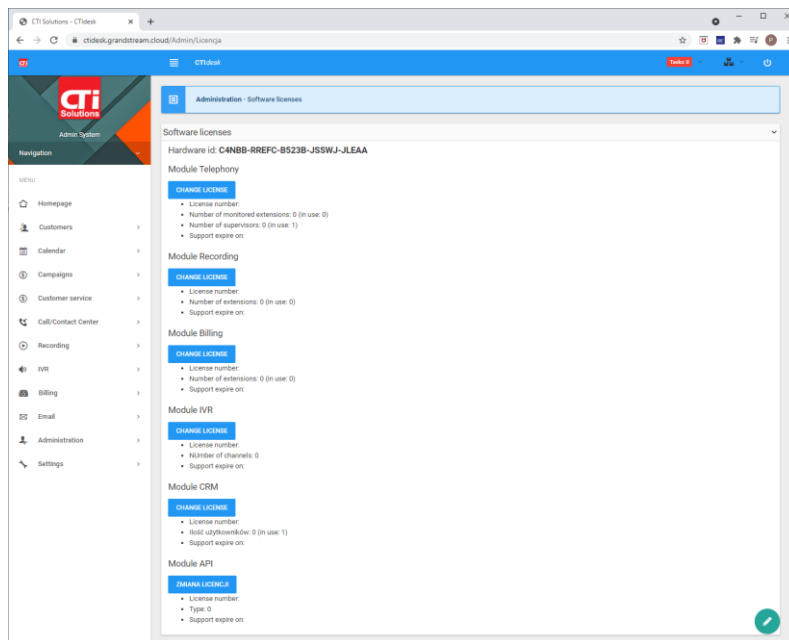 CTI Solutions - CTIdesk
ctidesk.grandstream.cloud/Admin/Licencja
CTI
CTIdesk
Tasks 0
CTi
Solutions
Admin System
Navigation
MENU
Homepage
Customers
Calendar
Campaigns
Customer service
Call/Contact Center
Recording
IVR
Billing
Email
Administration
Settings
Administration - Software licenses
Software licenses
Hardware id: C4NBB-RREFC-B523B-JSSWJ-JLEAA
Module Telephony
CHANGE LICENSE
License number:
Number of monitored extensions: 0 (in use: 0)
Number of supervisors: 0 (in use: 1)
Support expire on:
Module Recording
CHANGE LICENSE
License number:
Number of extensions: 0 (in use: 0)
Support expire on:
Module Billing
CHANGE LICENSE
License number:
Number of extensions: 0 (in use: 0)
Support expire on:
Module IVR
CHANGE LICENSE
License number:
NUmber of channels: 0
Support expire on:
Module CRM
CHANGE LICENSE
License number:
Ilość użytkowników: 0 (in use: 1)
Support expire on:
Module API
ZMIANA LICENCJI
License number:
Type: 0
Support expire on: